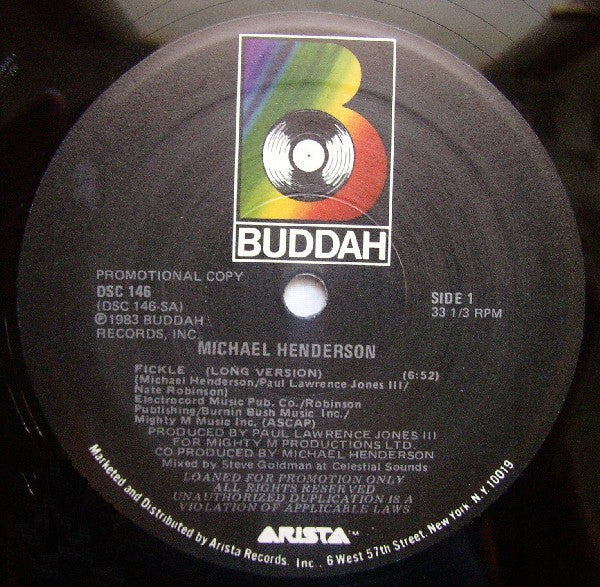 B
BUDDAH
PROMOTIONAL COPY
DSC 146
(DSC 146-SA)
℗1983 BUDDAH
RECORDS, INC.
SIDE 1
33 1/3 RPM
MICHAEL HENDERSON
FICKLE (LONG VERSION) (6:52)
(Michael Henderson/Paul Lawrence Jones III/
Nate Robinson)
Electrocord Music Pub. Co./Robinson
Publishing/Burnin Bush Music Inc./
Mighty M Music Inc. (ASCAP)
PRODUCED BY PAUL LAWRENCE JONES III
FOR MIGHTY M PRODUCTIONS LTD.
CO PRODUCED BY MICHAEL HENDERSON
Mixed by Steve Goldman at Celestial Sounds
LOANED FOR PROMOTION ONLY
ALL RIGHTS RESERVED
UNAUTHORIZED DUPLICATION IS A
VIOLATION OF APPLICABLE LAWS
ARISTA™
Marketed and Distributed by Arista Records. Inc. 6 West 57th Street. New York. N.Y. 10019